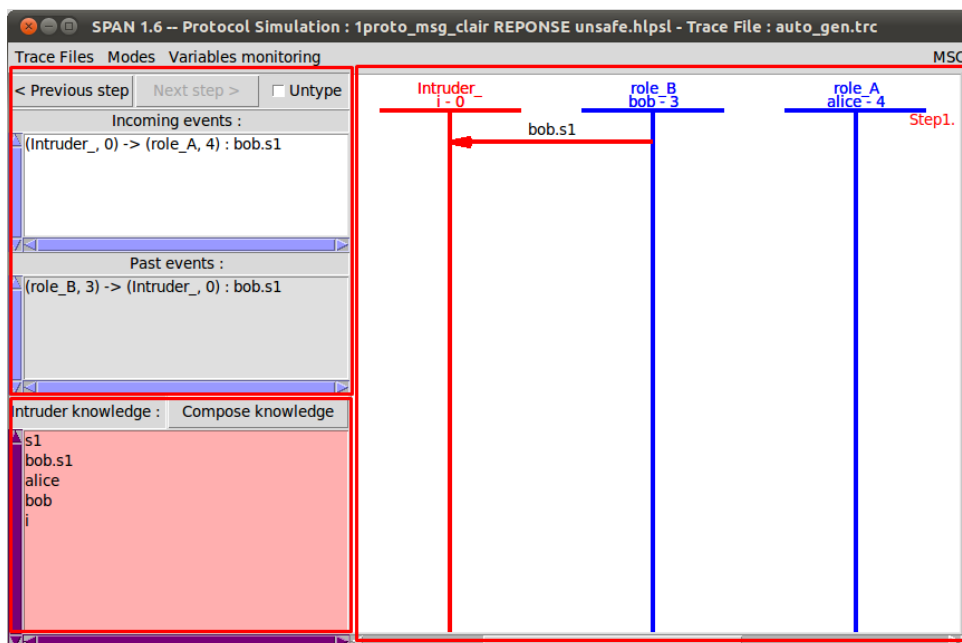 SPAN 1.6 -- Protocol Simulation : 1proto_msg_clair REPONSE unsafe.hlpsl - Trace File : auto_gen.trc
Trace Files Modes Variables monitoring MSC
< Previous step Next step > Untype
Incoming events :
(Intruder_, 0) -> (role_A, 4) : bob.s1
Past events :
(role_B, 3) -> (Intruder_, 0) : bob.s1
Intruder knowledge : Compose knowledge
s1
bob.s1
alice
bob
i
Intruder_
i - 0
role_B
bob - 3
role_A
alice - 4
Step1.
bob.s1